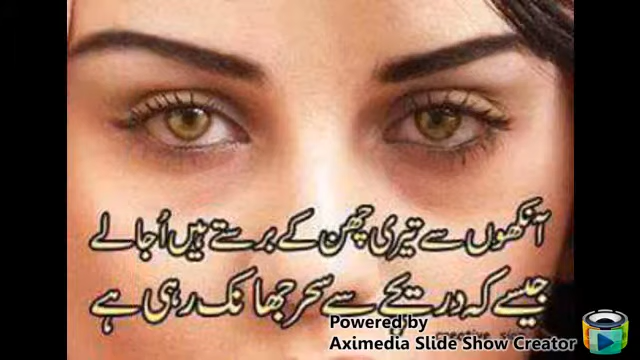 آنکھوں سے تیری چھن کے برستے ہیں اُجالے
جیسے کہ دریچے سے سحر جھانک رہی ہے
Powered by
Aximedia Slide Show Creator